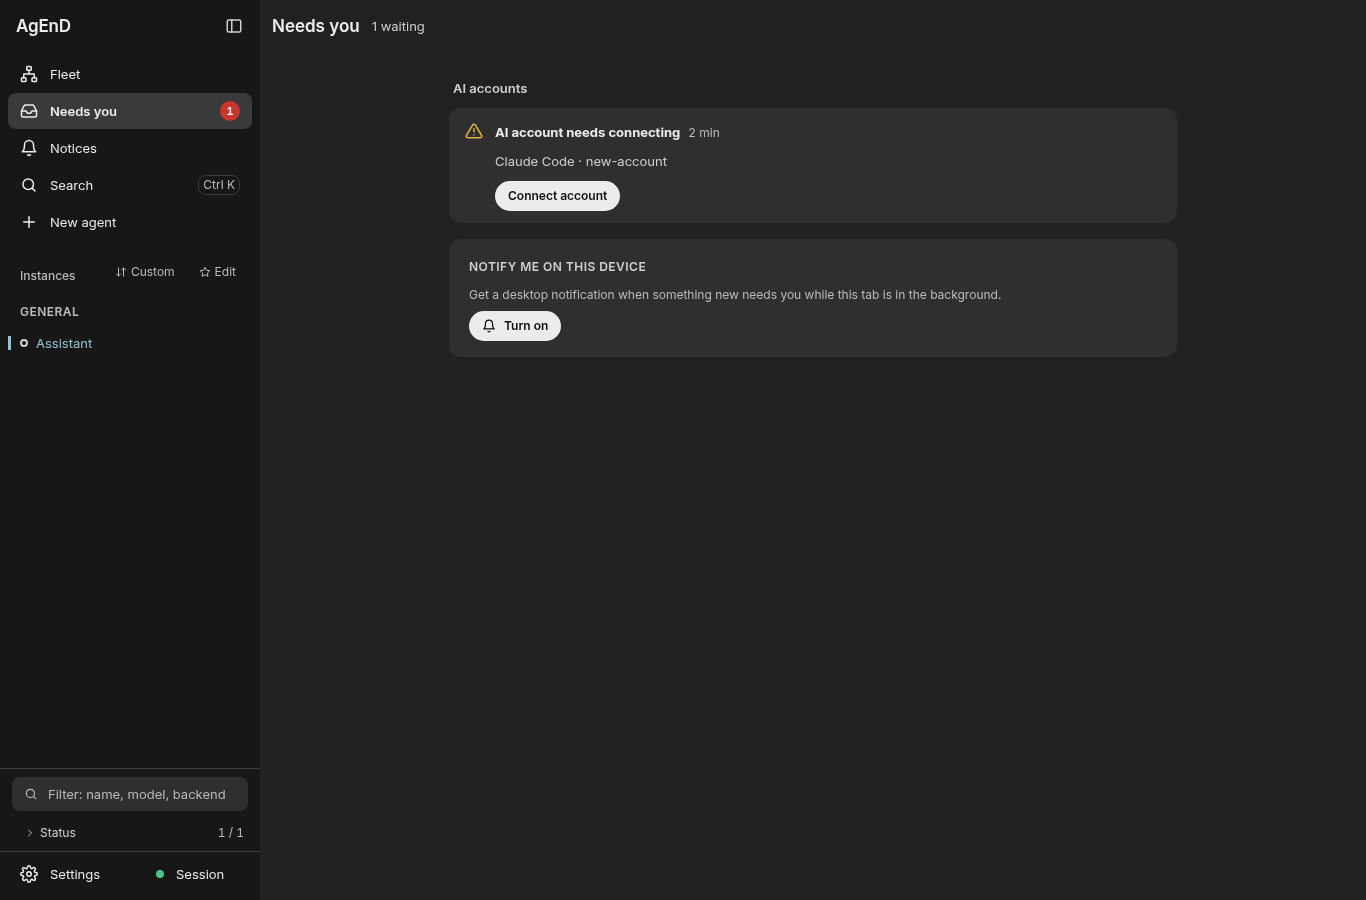 AgEnD
Fleet
Needs you 1
Notices
Search Ctrl K
New agent
Instances Custom Edit
GENERAL
Assistant
Filter: name, model, backend
Status 1 / 1
Settings Session
Needs you 1 waiting
AI accounts
AI account needs connecting 2 min
Claude Code · new-account
Connect account
NOTIFY ME ON THIS DEVICE
Get a desktop notification when something new needs you while this tab is in the background.
Turn on